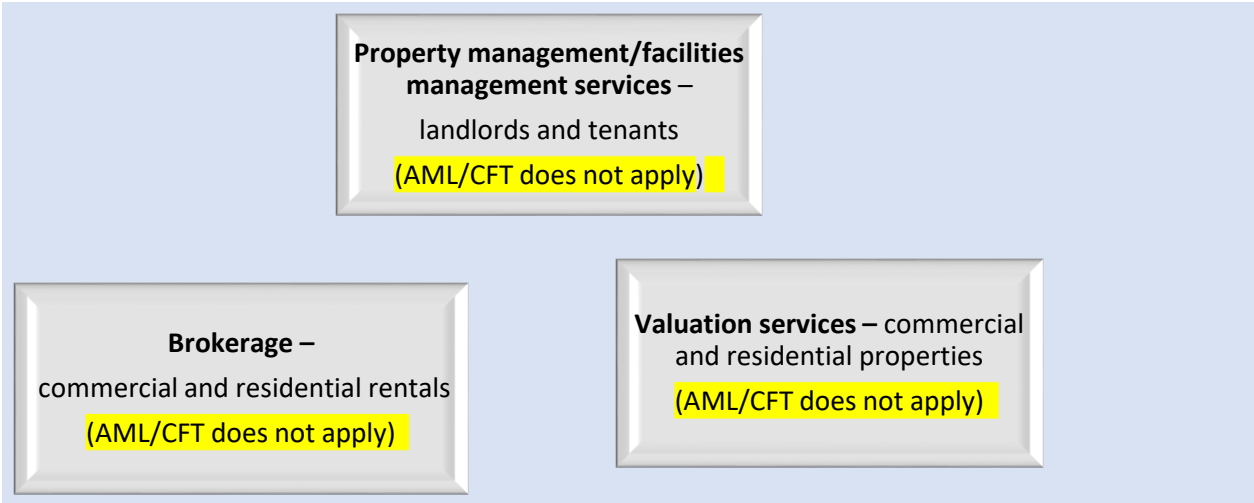 Property management/facilities
management services –
landlords and tenants
(AML/CFT does not apply)
Brokerage –
commercial and residential rentals
(AML/CFT does not apply)
Valuation services – commercial
and residential properties
(AML/CFT does not apply)